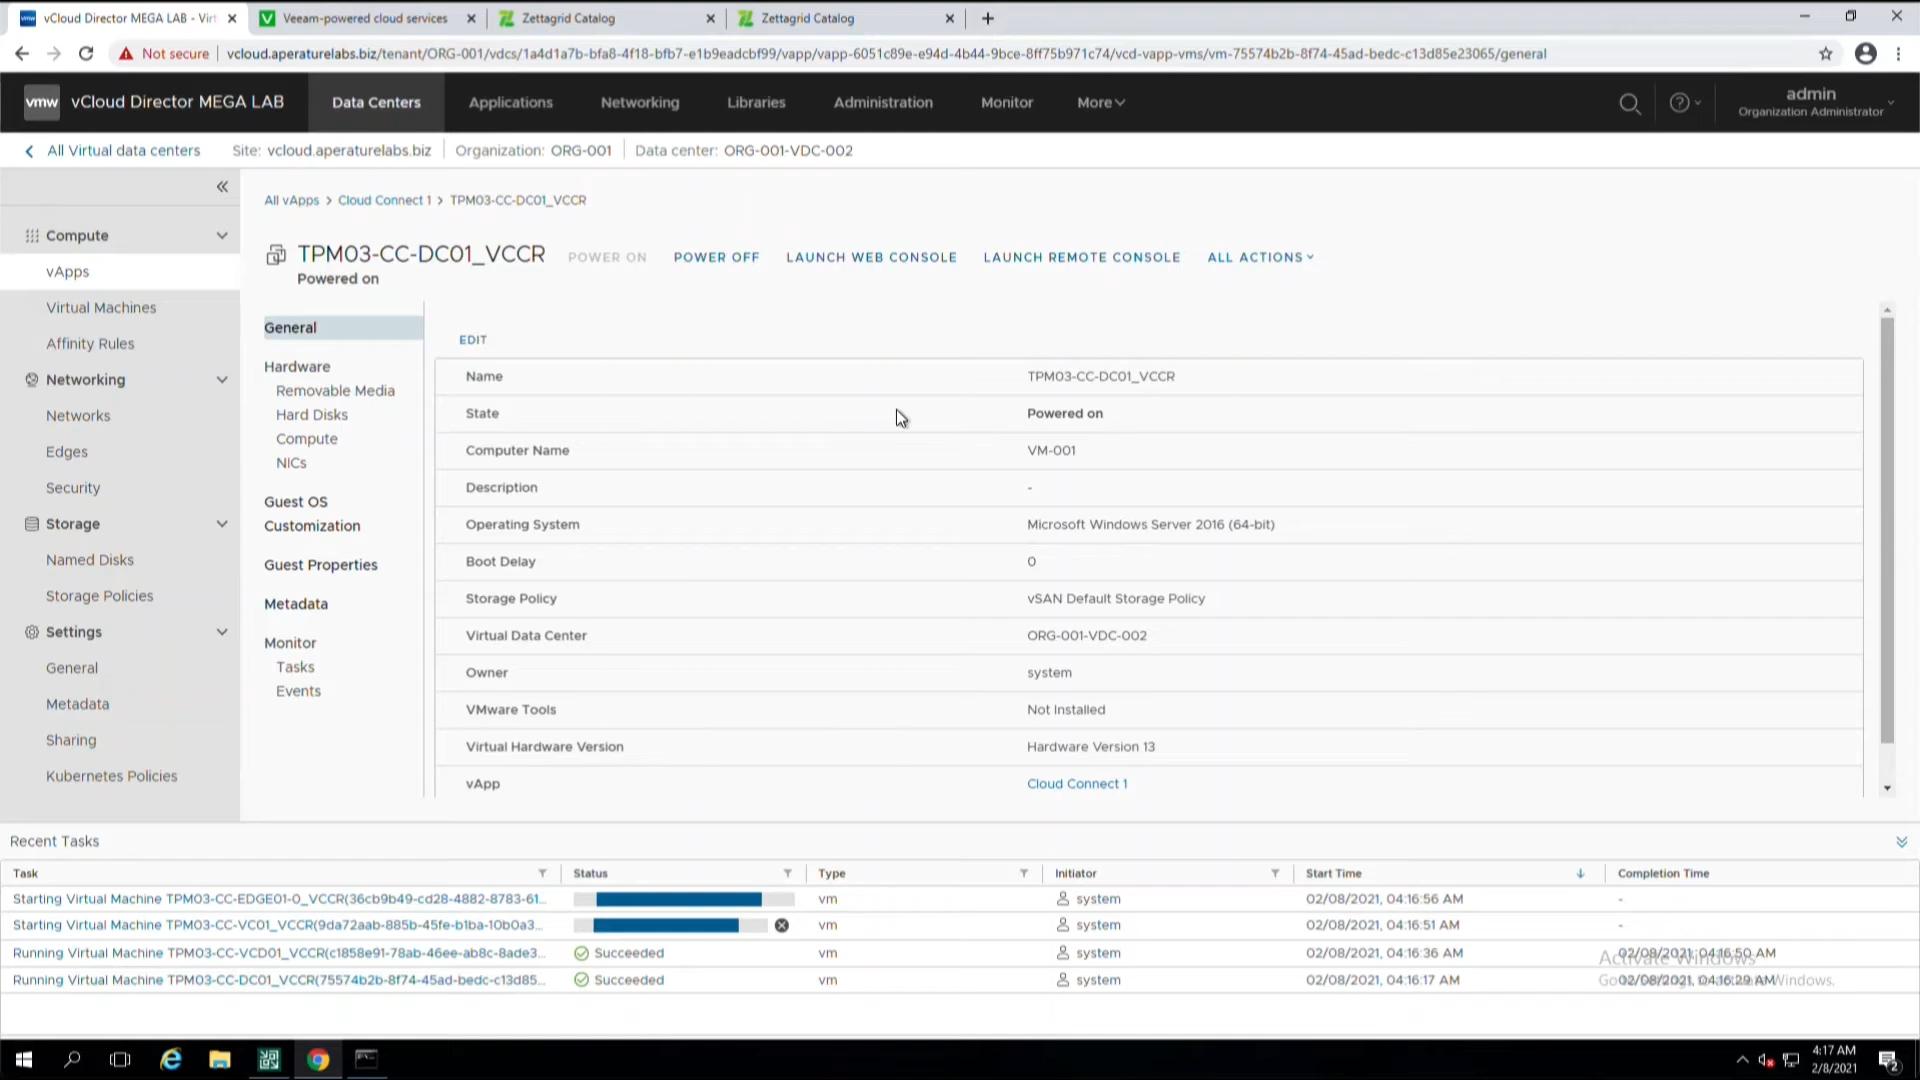 vCloud Director MEGA LAB - Virt
Veeam-powered cloud services
Zettagrid Catalog
Zettagrid Catalog
Not secure
vcloud.aperaturelabs.biz/tenant/ORG-001/vdcs/1a4d1a7b-bfa8-4f18-bfb7-e1b9eadcbf99/vapp/vapp-6051c89e-e94d-4b44-9bce-8ff75b971c74/vcd-vapp-vms/vm-75574b2b-8f74-45ad-bedc-c13d85e23065/general
vmw vCloud Director MEGA LAB
Data Centers
Applications
Networking
Libraries
Administration
Monitor
More
admin
Organization Administrator
All Virtual data centers
Site: vcloud.aperaturelabs.biz
Organization: ORG-001
Data center: ORG-001-VDC-002
Compute
vApps
Virtual Machines
Affinity Rules
Networking
Networks
Edges
Security
Storage
Named Disks
Storage Policies
Settings
General
Metadata
Sharing
Kubernetes Policies
All vApps > Cloud Connect 1 > TPM03-CC-DC01_VCCR
TPM03-CC-DC01_VCCR
Powered on
POWER ON
POWER OFF
LAUNCH WEB CONSOLE
LAUNCH REMOTE CONSOLE
ALL ACTIONS
General
Hardware
Removable Media
Hard Disks
Compute
NICs
Guest OS
Customization
Guest Properties
Metadata
Monitor
Tasks
Events
EDIT
Name TPM03-CC-DC01_VCCR
State Powered on
Computer Name VM-001
Description -
Operating System Microsoft Windows Server 2016 (64-bit)
Boot Delay 0
Storage Policy vSAN Default Storage Policy
Virtual Data Center ORG-001-VDC-002
Owner system
VMware Tools Not Installed
Virtual Hardware Version Hardware Version 13
vApp Cloud Connect 1
Recent Tasks
Task Status Type Initiator Start Time Completion Time
Starting Virtual Machine TPM03-CC-EDGE01-0_VCCR(36cb9b49-cd28-4882-8783-61... vm system 02/08/2021, 04:16:56 AM -
Starting Virtual Machine TPM03-CC-VC01_VCCR(9da72aab-885b-45fe-b1ba-10b0a3... vm system 02/08/2021, 04:16:51 AM -
Running Virtual Machine TPM03-CC-VCD01_VCCR(c1858e91-78ab-46ee-ab8c-8ade3... Succeeded vm system 02/08/2021, 04:16:36 AM 02/08/2021, 04:16:50 AM
Running Virtual Machine TPM03-CC-DC01_VCCR(75574b2b-8f74-45ad-bedc-c13d85... Succeeded vm system 02/08/2021, 04:16:17 AM 02/08/2021, 04:16:29 AM
Activate Windows
4:17 AM
2/8/2021
2